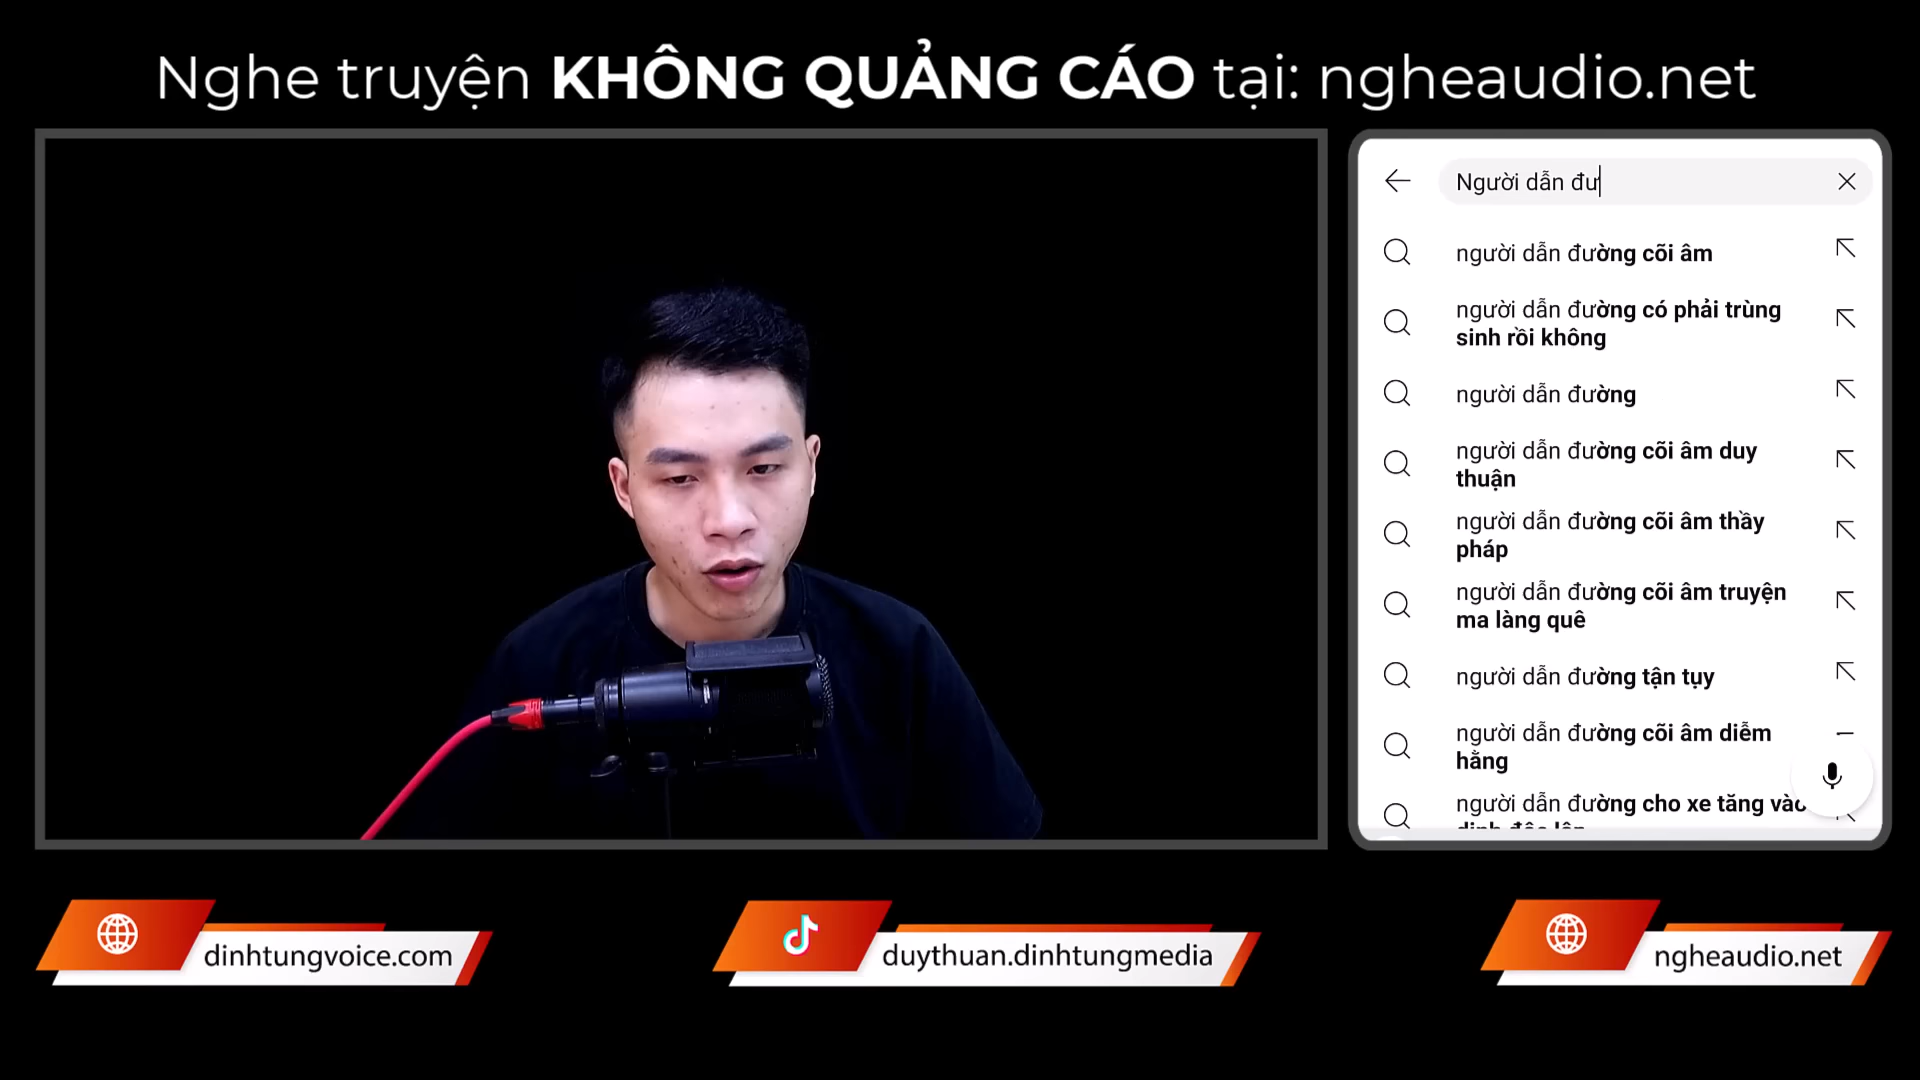 Nghe truyện KHÔNG QUẢNG CÁO tại: ngheaudio.net
Người dẫn đư
người dẫn đường cõi âm
người dẫn đường có phải trùng
sinh rồi không
người dẫn đường
người dẫn đường cõi âm duy
thuận
người dẫn đường cõi âm thầy
pháp
người dẫn đường cõi âm truyện
ma làng quê
người dẫn đường tận tụy
người dẫn đường cõi âm diễm
hằng
người dẫn đường cho xe tăng vào
dinhtungvoice.com
duythuan.dinhtungmedia
ngheaudio.net